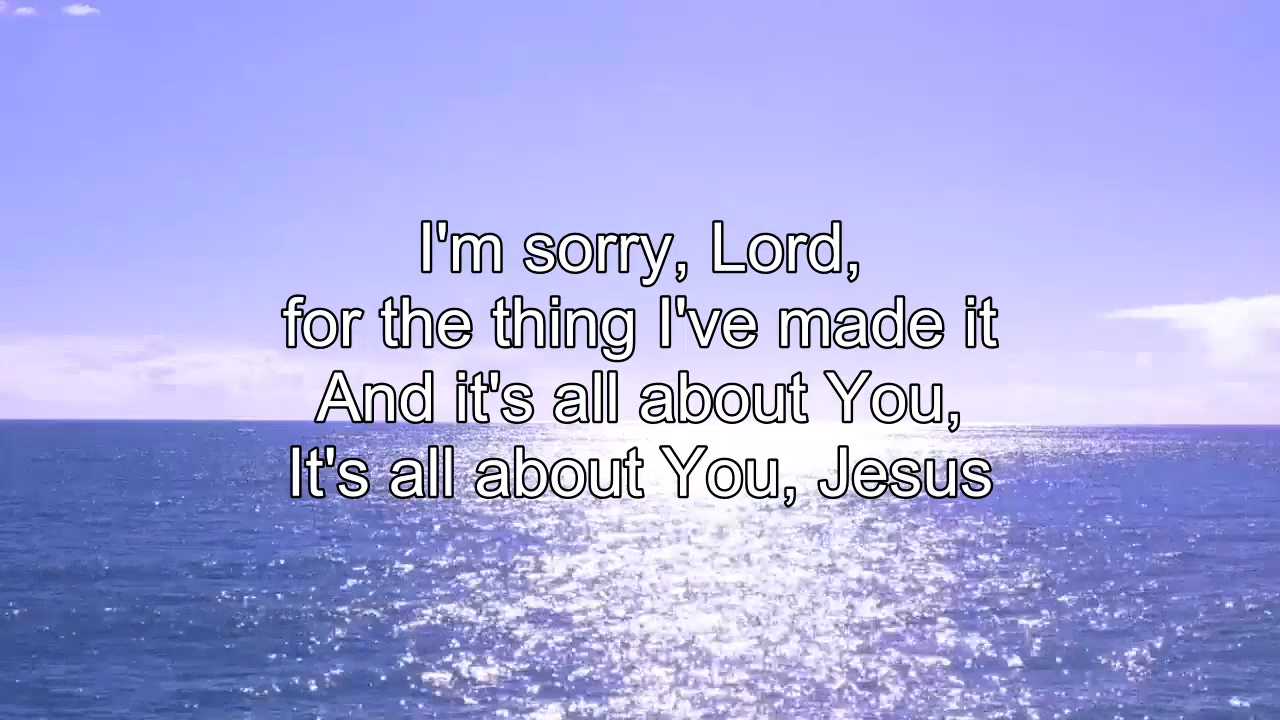 I'm sorry, Lord,
for the thing I've made it
And it's all about You,
It's all about You, Jesus